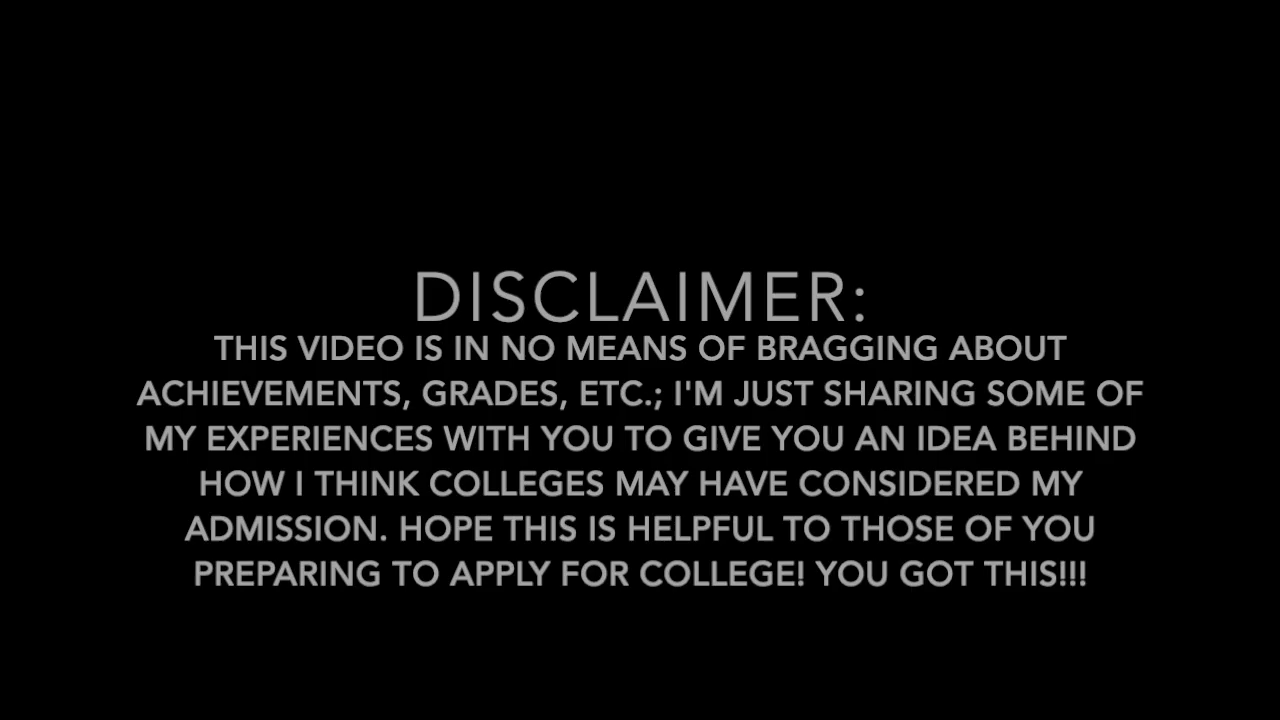 DISCLAIMER:
THIS VIDEO IS IN NO MEANS OF BRAGGING ABOUT
ACHIEVEMENTS, GRADES, ETC.; I'M JUST SHARING SOME OF
MY EXPERIENCES WITH YOU TO GIVE YOU AN IDEA BEHIND
HOW I THINK COLLEGES MAY HAVE CONSIDERED MY
ADMISSION. HOPE THIS IS HELPFUL TO THOSE OF YOU
PREPARING TO APPLY FOR COLLEGE! YOU GOT THIS!!!